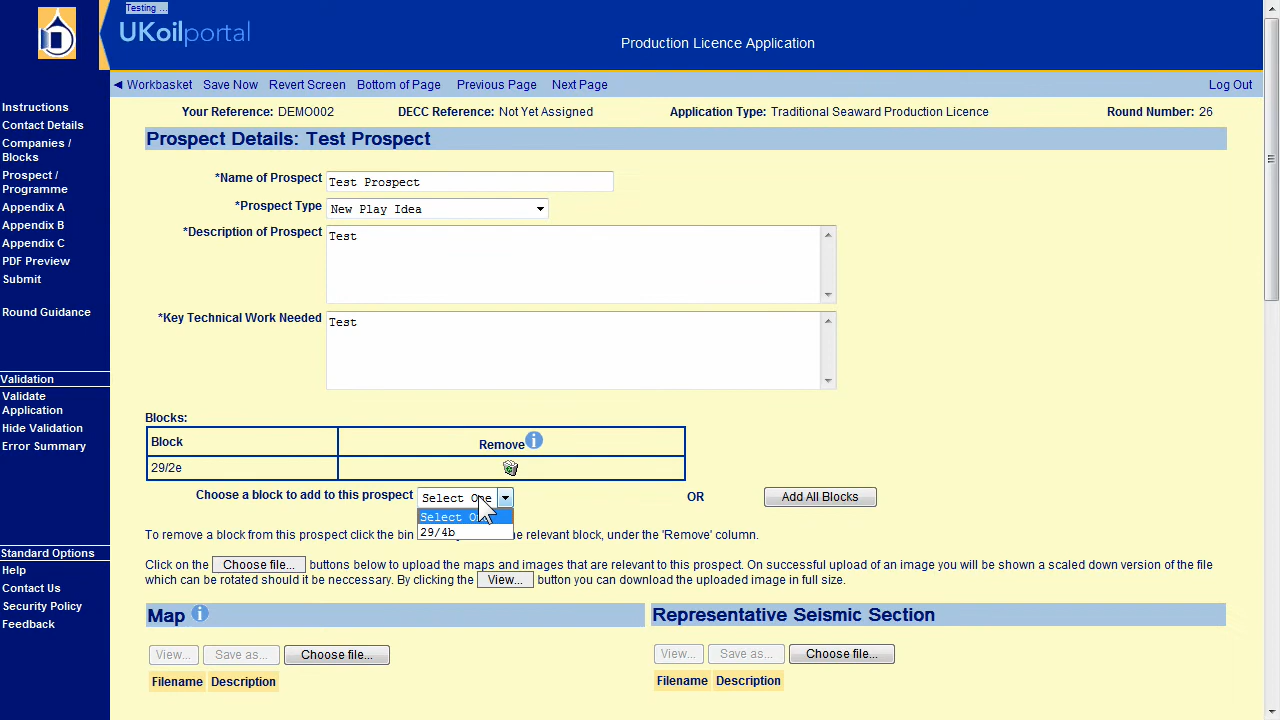 Testing ...
UKoilportal
Production Licence Application
Workbasket Save Now Revert Screen Bottom of Page Previous Page Next Page Log Out
Your Reference: DEMO002 DECC Reference: Not Yet Assigned Application Type: Traditional Seaward Production Licence Round Number: 26
Instructions
Contact Details
Companies /
Blocks
Prospect /
Programme
Appendix A
Appendix B
Appendix C
PDF Preview
Submit
Round Guidance
Validation
Validate
Application
Hide Validation
Error Summary
Standard Options
Help
Contact Us
Security Policy
Feedback
Prospect Details: Test Prospect
*Name of Prospect Test Prospect
*Prospect Type New Play Idea
*Description of Prospect Test
*Key Technical Work Needed Test
Blocks:
Block Remove
29/2e
Choose a block to add to this prospect Select One OR Add All Blocks
Select
29/4b
To remove a block from this prospect click the bin relevant block, under the 'Remove' column.
Click on the Choose file... buttons below to upload the maps and images that are relevant to this prospect. On successful upload of an image you will be shown a scaled down version of the file
which can be rotated should it be neccessary. By clicking the View... button you can download the uploaded image in full size.
Map Representative Seismic Section
View... Save as... Choose file... View... Save as... Choose file...
Filename Description Filename Description